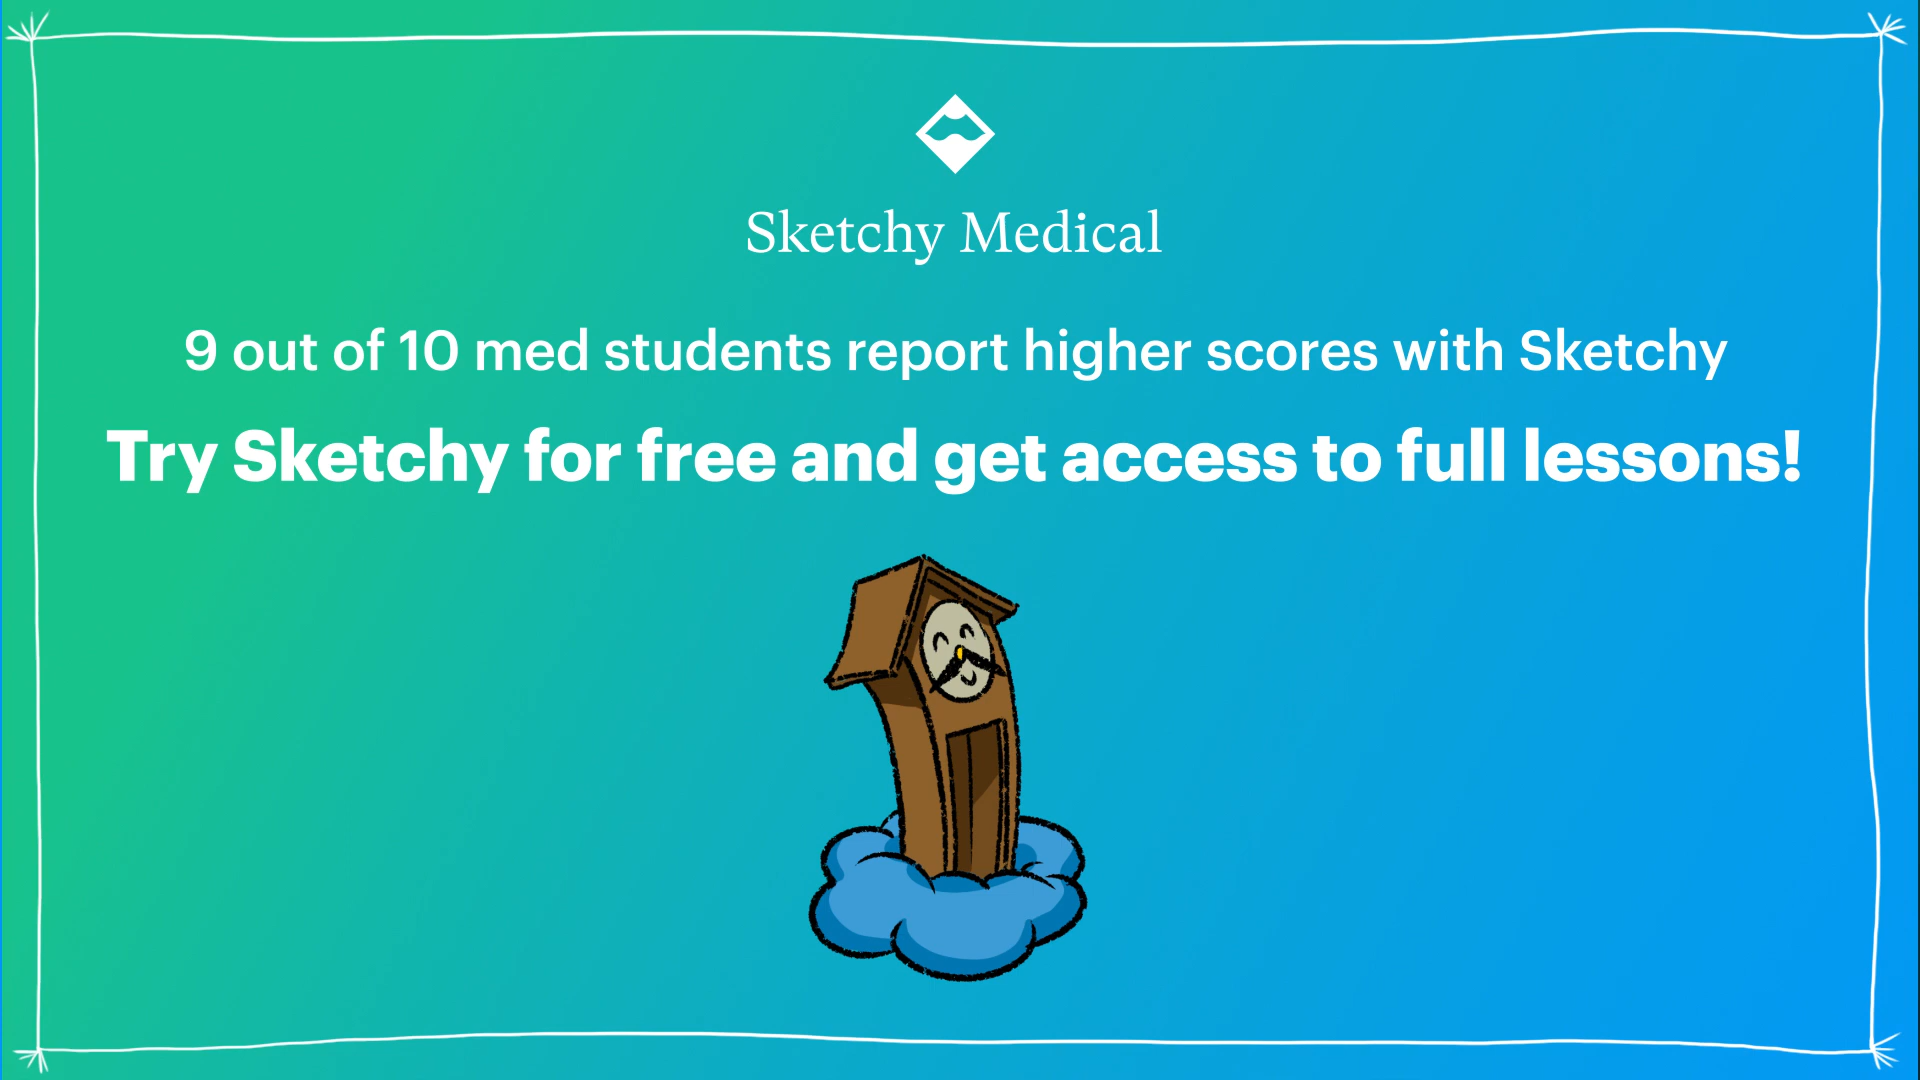 Sketchy Medical
9 out of 10 med students report higher scores with Sketchy
Try Sketchy for free and get access to full lessons!